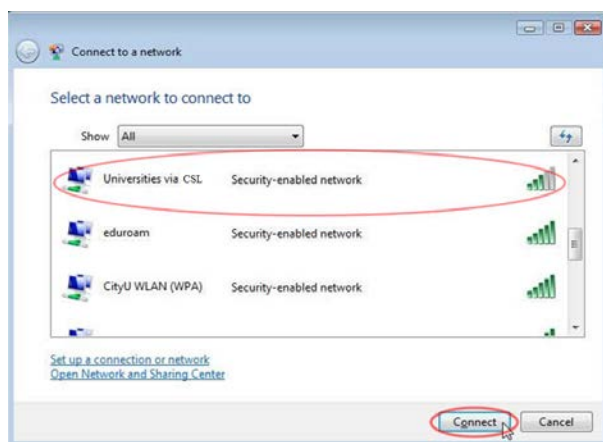 Connect to a network
Select a network to connect to
Show All
Universities via CSL Security-enabled network
eduroam Security-enabled network
CityU WLAN (WPA) Security-enabled network
Set up a connection or network
Open Network and Sharing Center
Connect Cancel